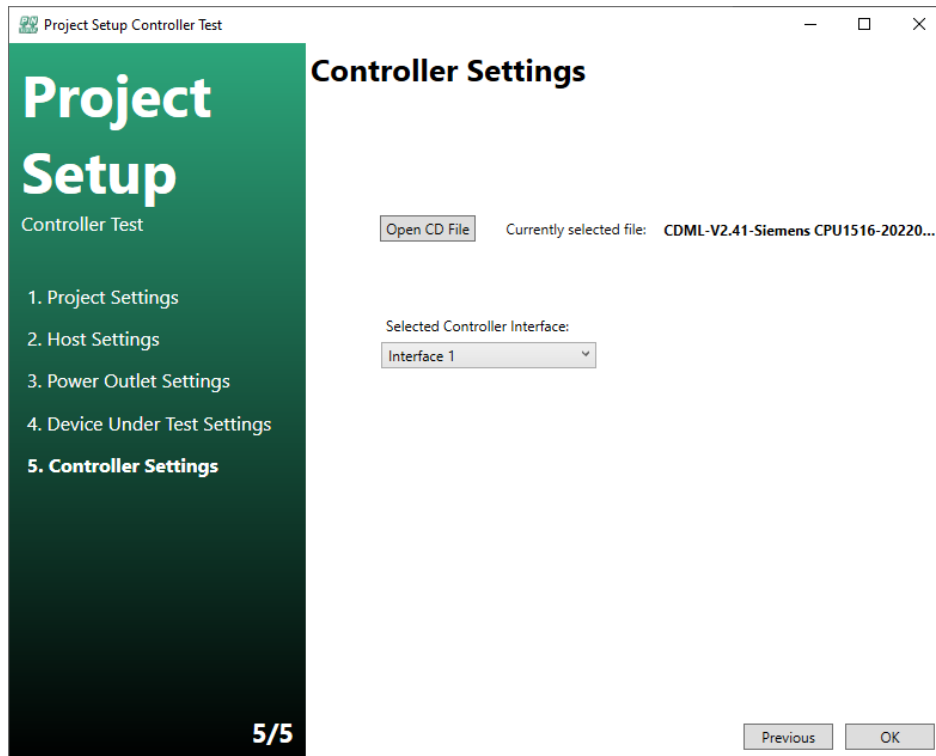 Project Setup Controller Test
Project
Setup
Controller Test
1. Project Settings
2. Host Settings
3. Power Outlet Settings
4. Device Under Test Settings
5. Controller Settings
5/5
Controller Settings
Open CD File
Currently selected file: CDML-V2.41-Siemens CPU1516-20220...
Selected Controller Interface:
Interface 1
Previous
OK